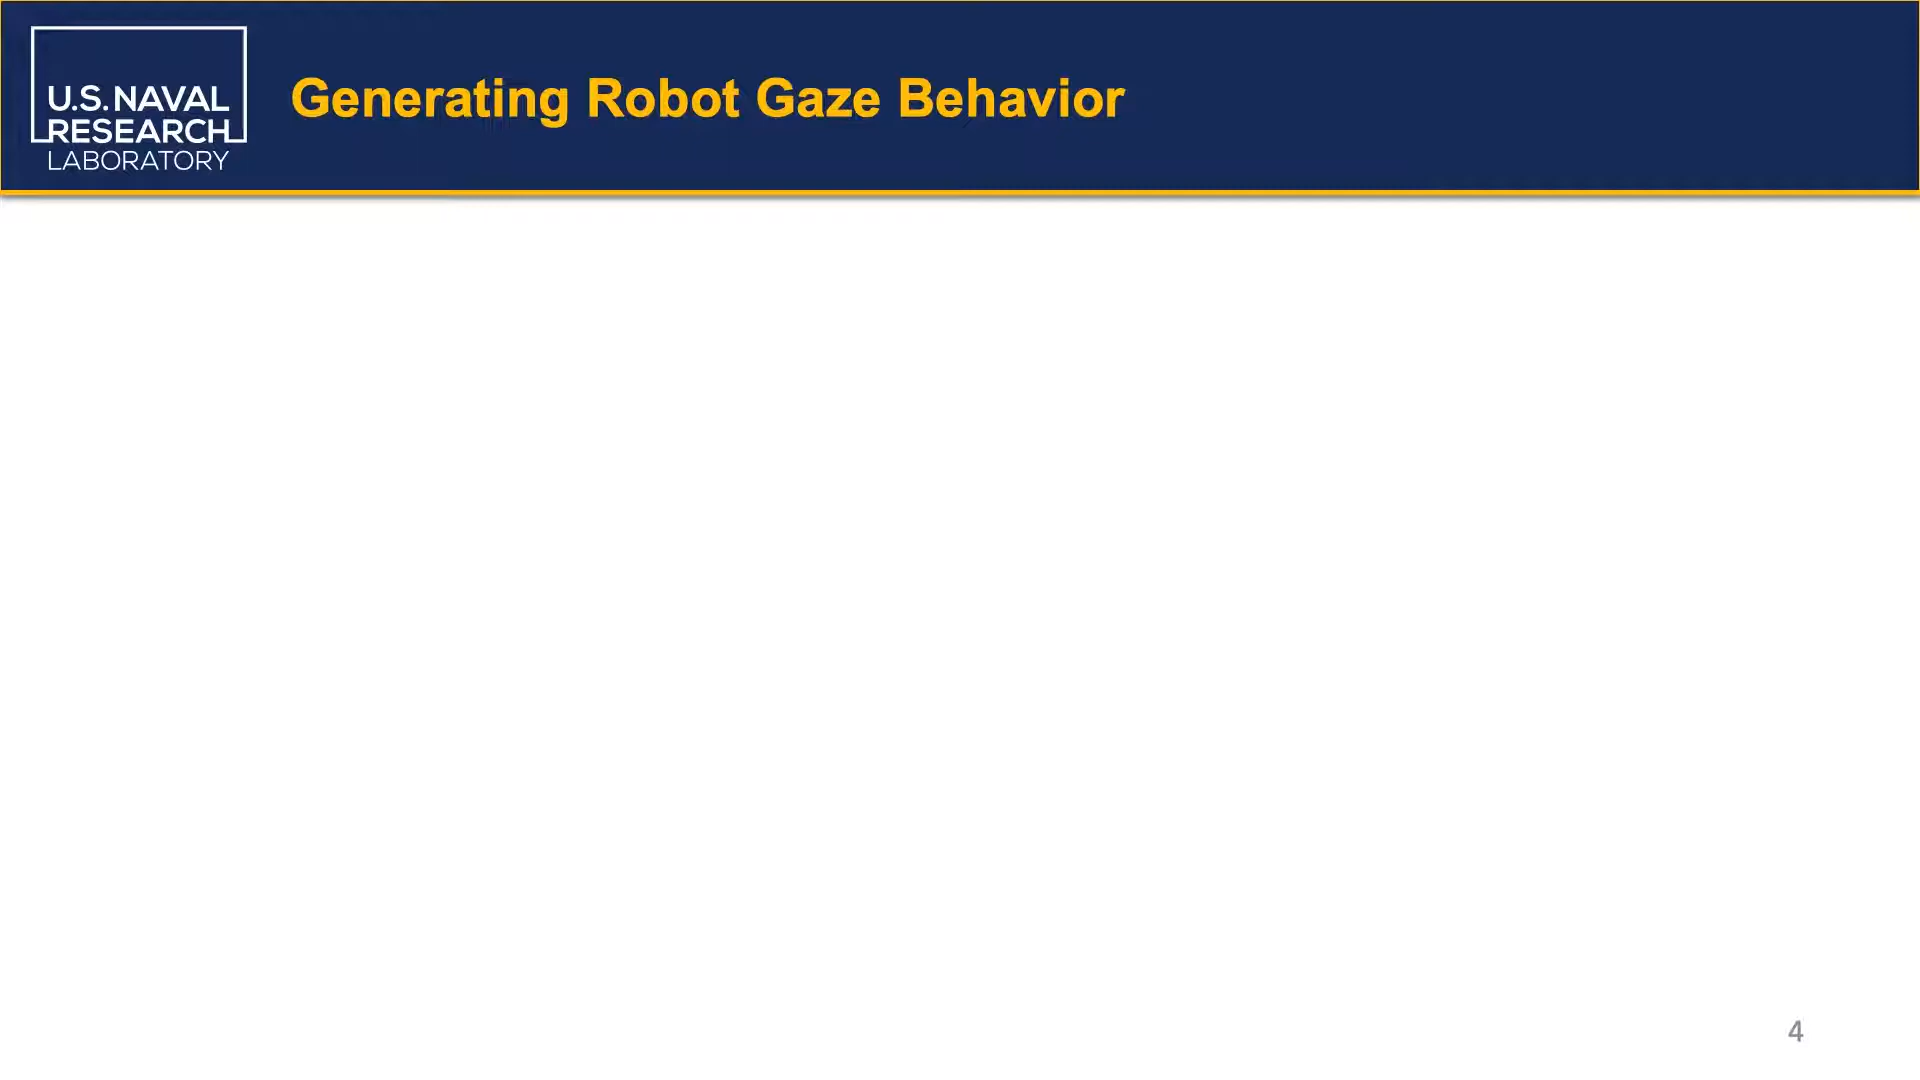 U.S. NAVAL
RESEARCH
LABORATORY
Generating Robot Gaze Behavior
4